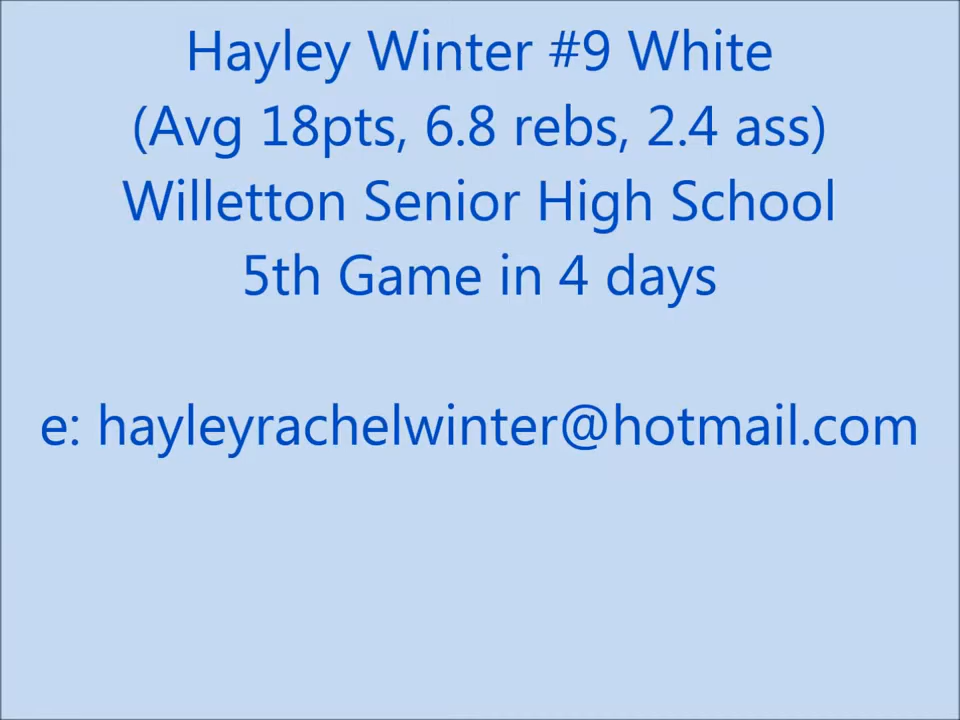 Hayley Winter #9 White
(Avg 18pts, 6.8 rebs, 2.4 ass)
Willetton Senior High School
5th Game in 4 days
e: hayleyrachelwinter@hotmail.com